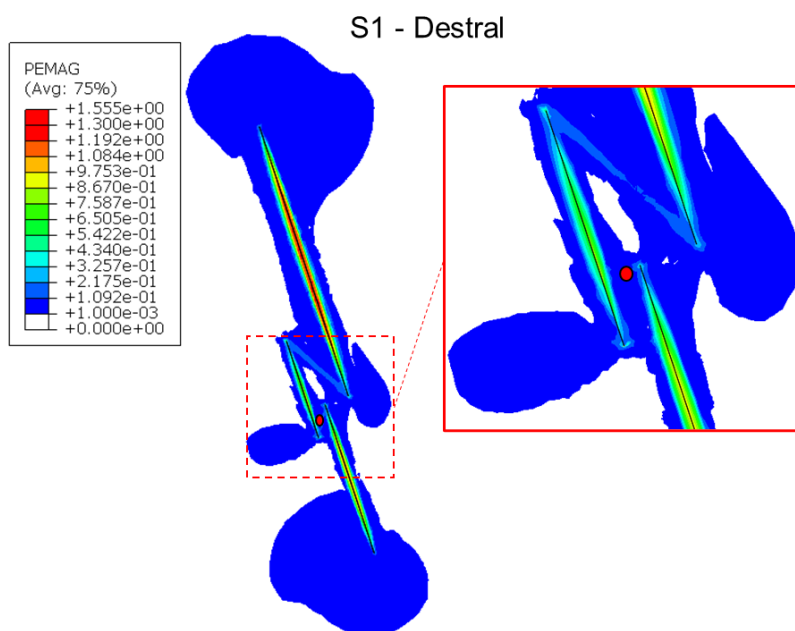 S1 - Destral
PEMAG
(Avg: 75%)
+1.555e+00
+1.300e+00
+1.192e+00
+1.084e+00
+9.753e-01
+8.670e-01
+7.587e-01
+6.505e-01
+5.422e-01
+4.340e-01
+3.257e-01
+2.175e-01
+1.092e-01
+1.000e-03
+0.000e+00